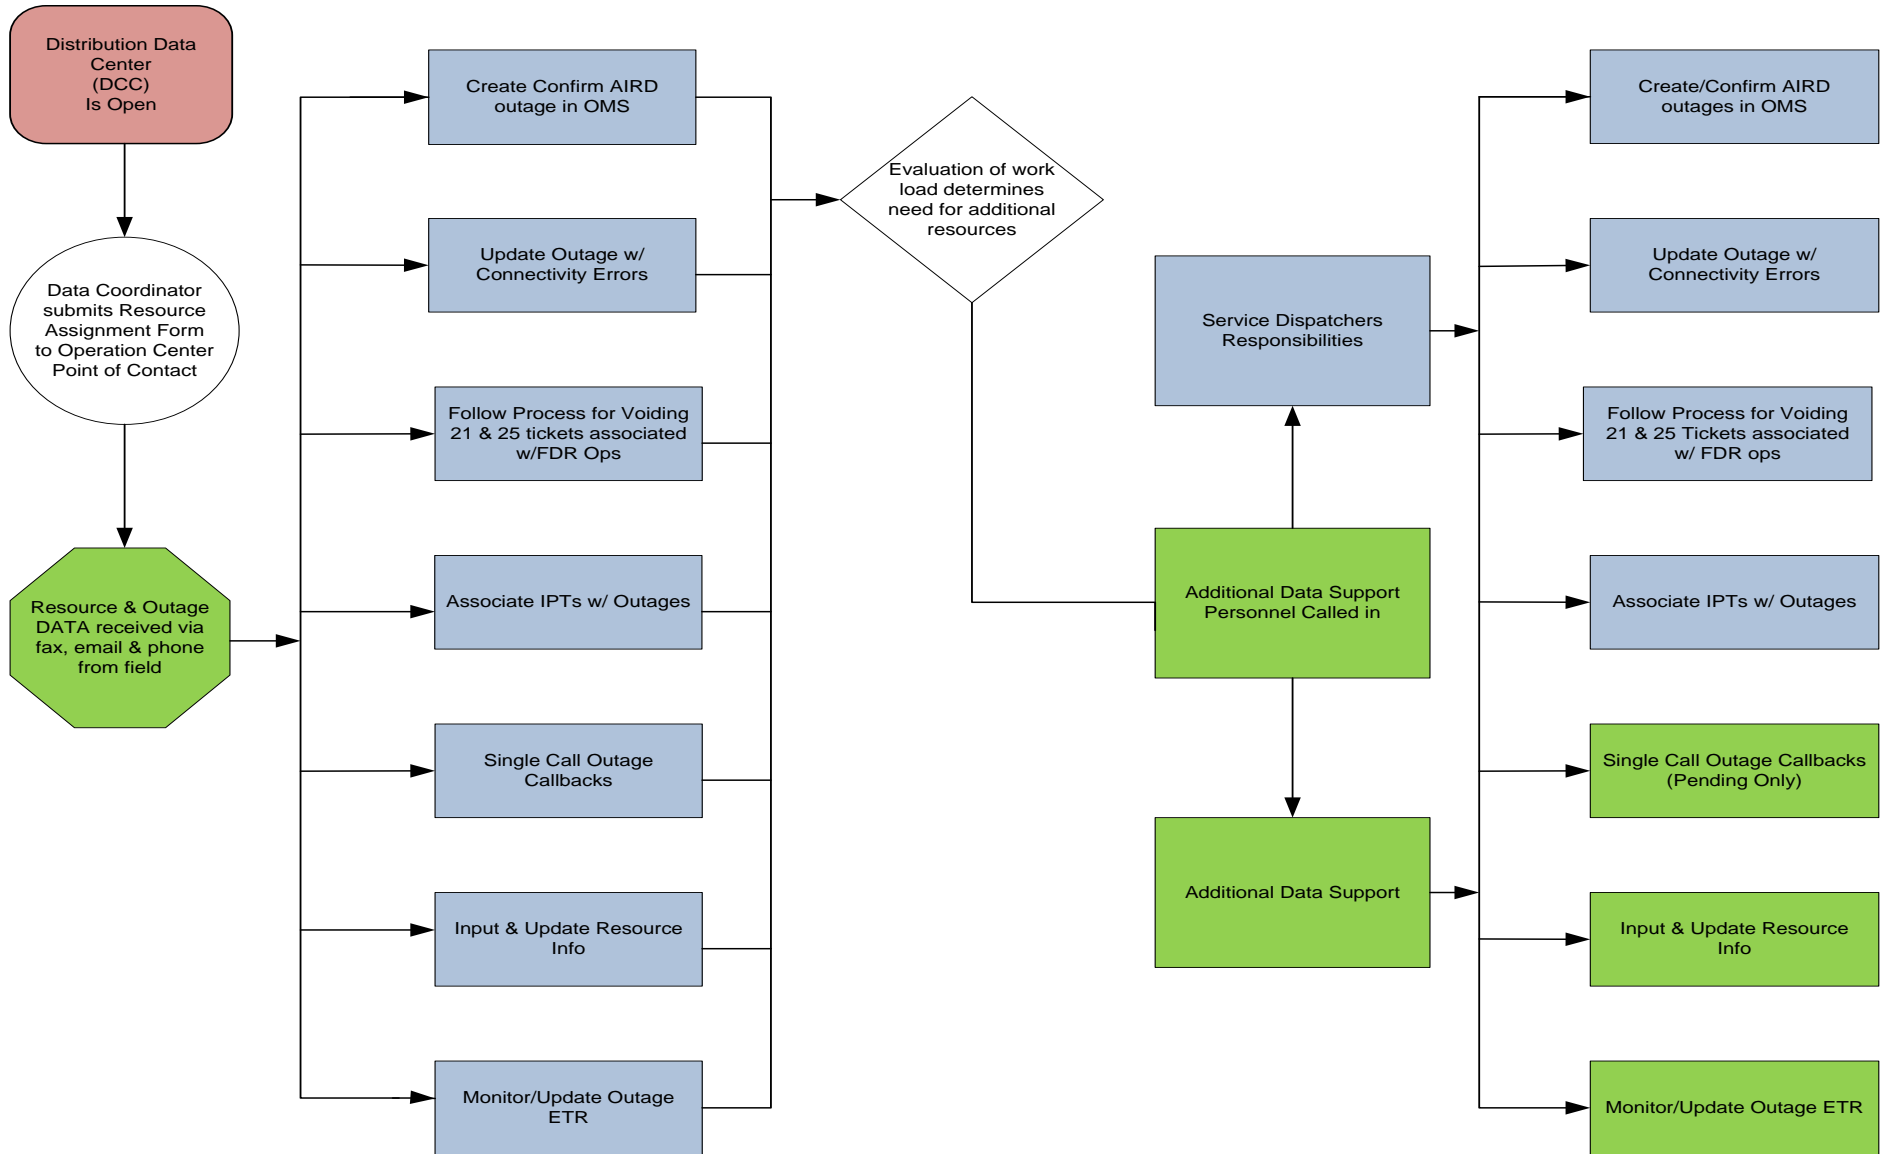 Distribution Data
Center
(DCC)
Is Open
Data Coordinator
submits Resource
Assignment Form
to Operation Center
Point of Contact
Resource & Outage
DATA received via
fax, email & phone
from field
Create Confirm AIRD
outage in OMS
Update Outage w/
Connectivity Errors
Follow Process for Voiding
21 & 25 tickets associated
w/FDR Ops
Associate IPTs w/ Outages
Single Call Outage
Callbacks
Input & Update Resource
Info
Monitor/Update Outage
ETR
Evaluation of work
load determines
need for additional
resources
Service Dispatchers
Responsibilities
Additional Data Support
Personnel Called in
Additional Data Support
Create/Confirm AIRD
outages in OMS
Update Outage w/
Connectivity Errors
Follow Process for Voiding
21 & 25 Tickets associated
w/ FDR ops
Associate IPTs w/ Outages
Single Call Outage Callbacks
(Pending Only)
Input & Update Resource
Info
Monitor/Update Outage ETR